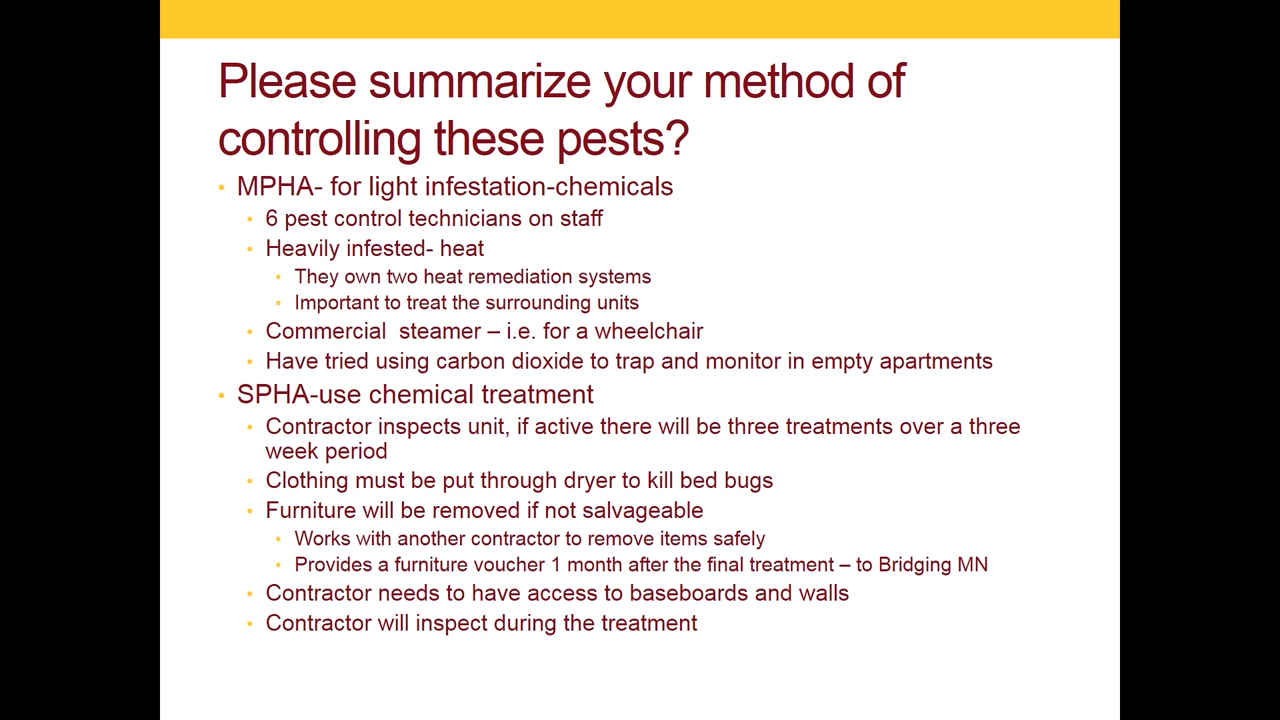 Please summarize your method of
controlling these pests?
• MPHA- for light infestation-chemicals
• 6 pest control technicians on staff
• Heavily infested- heat
• They own two heat remediation systems
• Important to treat the surrounding units
• Commercial  steamer – i.e. for a wheelchair
• Have tried using carbon dioxide to trap and monitor in empty apartments
• SPHA-use chemical treatment
• Contractor inspects unit, if active there will be three treatments over a three
week period
• Clothing must be put through dryer to kill bed bugs
• Furniture will be removed if not salvageable
• Works with another contractor to remove items safely
• Provides a furniture voucher 1 month after the final treatment – to Bridging MN
• Contractor needs to have access to baseboards and walls
• Contractor will inspect during the treatment